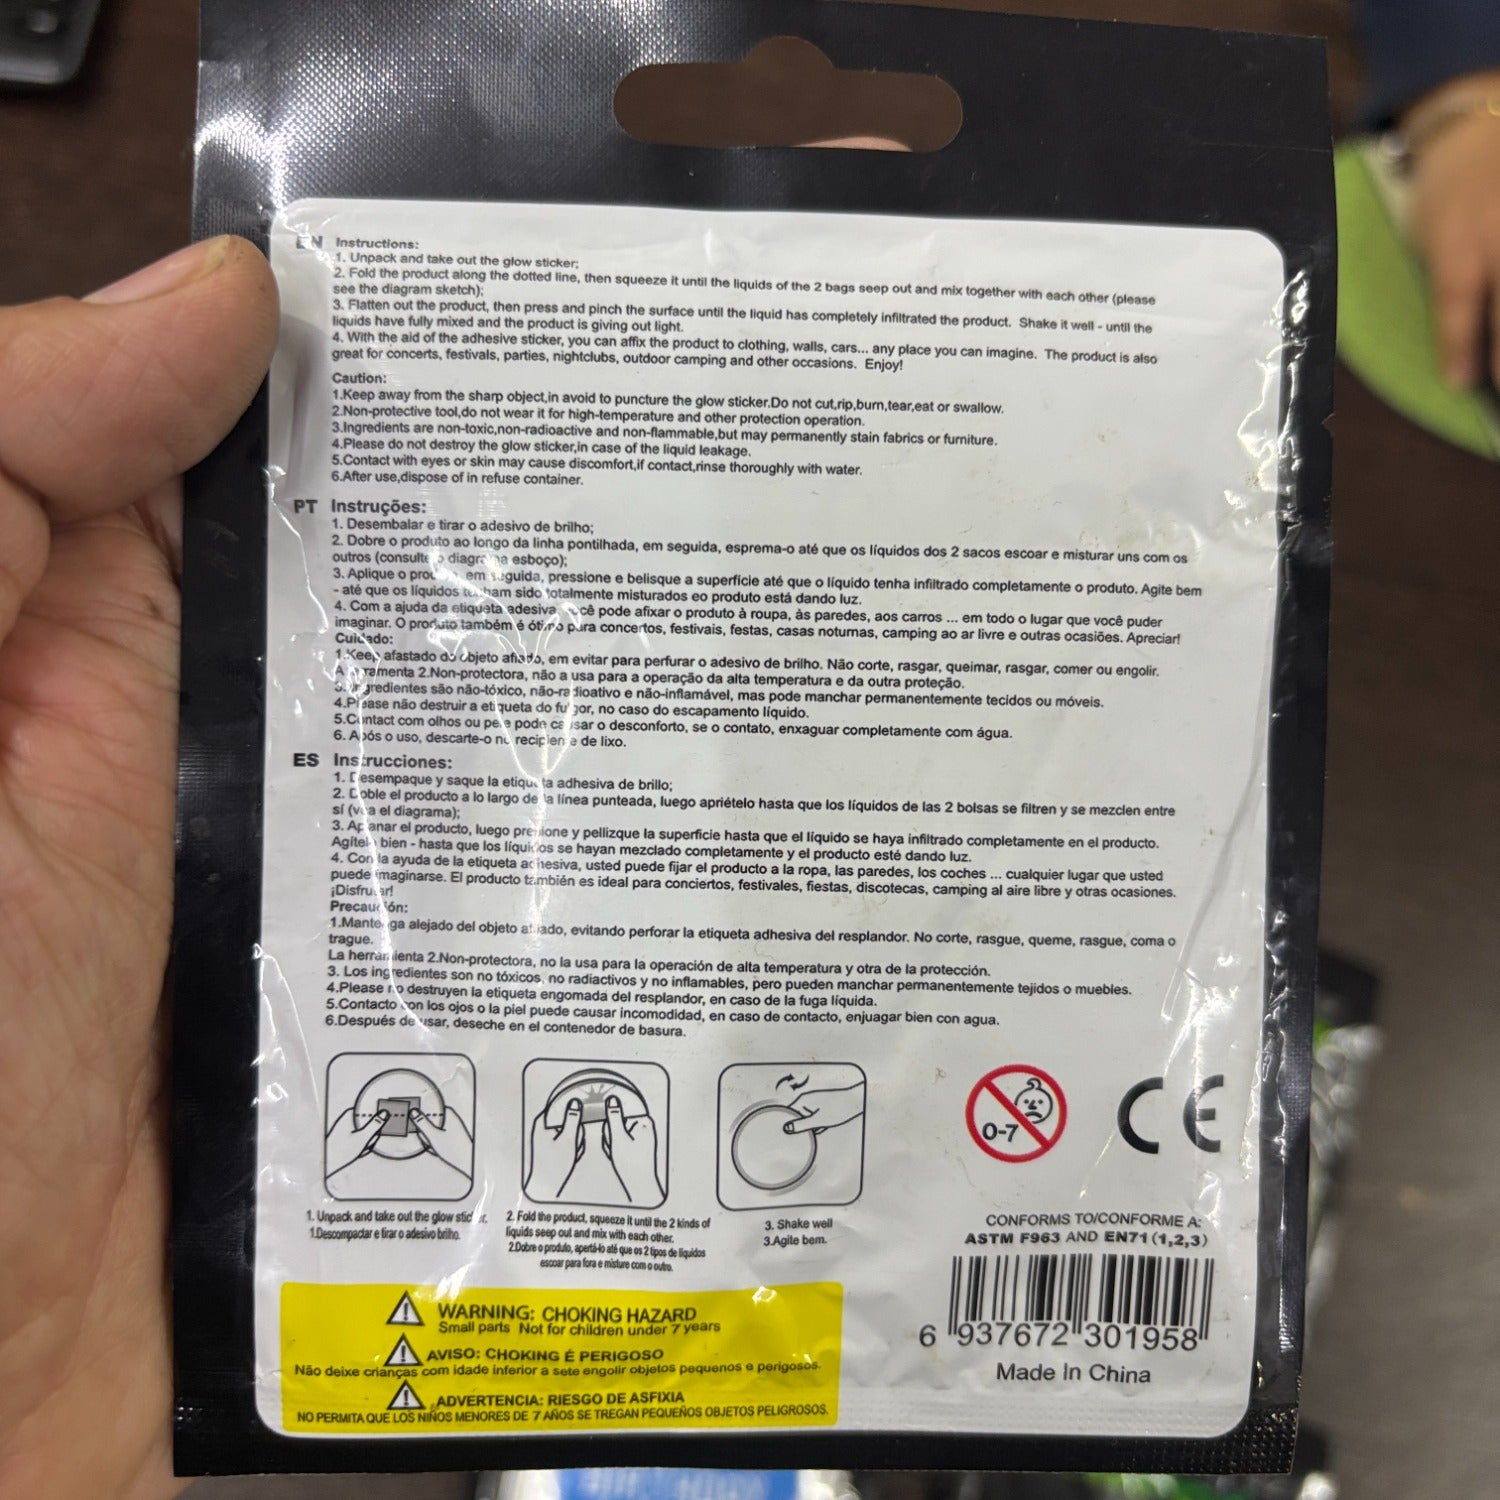 EN Instructions:
1. Unpack and take out the glow sticker;
2. Fold the product along the dotted line, then squeeze it until the liquids of the 2 bags seep out and mix together with each other (please
see the diagram sketch);
3. Flatten out the product, then press and pinch the surface until the liquid has completely infiltrated the product. Shake it well - until the
liquids have fully mixed and the product is giving out light.
4. With the aid of the adhesive sticker, you can affix the product to clothing, walls, cars... any place you can imagine. The product is also
great for concerts, festivals, parties, nightclubs, outdoor camping and other occasions. Enjoy!
Caution:
1.Keep away from the sharp object,in avoid to puncture the glow sticker.Do not cut,rip,burn,tear,eat or swallow.
2.Non-protective tool,do not wear it for high-temperature and other protection operation.
3.Ingredients are non-toxic,non-radioactive and non-flammable,but may permanently stain fabrics or furniture.
4.Please do not destroy the glow sticker,in case of the liquid leakage.
5.Contact with eyes or skin may cause discomfort,if contact,rinse thoroughly with water.
6.After use,dispose of in refuse container.
PT Instruções:
1. Desembalar e tirar o adesivo de brilho;
2. Dobre o produto ao longo da linha pontilhada, em seguida, esprema-o até que os líquidos dos 2 sacos escoar e misturar uns com os
outros (consulte o diagrama esboço);
3. Aplique o produto, em seguida, pressione e belisque a superfície até que o líquido tenha infiltrado completamente o produto. Agite bem
- até que os líquidos tenham sido totalmente misturados eo produto está dando luz.
4. Com a ajuda da etiqueta adesiva, você pode afixar o produto à roupa, às paredes, aos carros ... em todo o lugar que você puder
imaginar. O produto também é ótimo para concertos, festivais, festas, casas noturnas, camping ao ar livre e outras ocasiões. Apreciar!
Cuidado:
1.Keep afastado do objeto afiado, em evitar para perfurar o adesivo de brilho. Não corte, rasgar, queimar, rasgar, comer ou engolir.
A ferramenta 2.Non-protectora, não a usa para a operação da alta temperatura e da outra proteção.
3. Ingredientes são não-tóxico, não-radioativo e não-inflamável, mas pode manchar permanentemente tecidos ou móveis.
4.Please não destruir a etiqueta do fulgor, no caso do escapamento líquido.
5.Contact com olhos ou pele pode causar o desconforto, se o contato, enxaguar completamente com água.
6. Após o uso, descarte-o no recipiente de lixo.
ES Instrucciones:
1. Desempaque y saque la etiqueta adhesiva de brillo;
2. Doble el producto a lo largo de la línea punteada, luego apriételo hasta que los líquidos de las 2 bolsas se filtren y se mezclen entre
sí (vea el diagrama);
3. Aplanar el producto, luego presione y pellizque la superficie hasta que el líquido se haya infiltrado completamente en el producto.
Agítelo bien - hasta que los líquidos se hayan mezclado completamente y el producto esté dando luz.
4. Con la ayuda de la etiqueta adhesiva, usted puede fijar el producto a la ropa, las paredes, los coches ... cualquier lugar que usted
puede imaginarse. El producto también es ideal para conciertos, festivales, fiestas, discotecas, camping al aire libre y otras ocasiones.
¡Disfrutar!
Precaución:
1.Mantenga alejado del objeto afilado, evitando perforar la etiqueta adhesiva del resplandor. No corte, rasgue, queme, rasgue, coma o
trague.
La herramienta 2.Non-protectora, no la usa para la operación de alta temperatura y otra de la protección.
3. Los ingredientes son no tóxicos, no radiactivos y no inflamables, pero pueden manchar permanentemente tejidos o muebles.
4.Please no destruyen la etiqueta engomada del resplandor, en caso de la fuga líquida.
5.Contacto con los ojos o la piel puede causar incomodidad, en caso de contacto, enjuagar bien con agua.
6.Después de usar, deseche en el contenedor de basura.
1. Unpack and take out the glow sticker.
1.Descompactar e tirar o adesivo brilho.
2. Fold the product, squeeze it until the 2 kinds of
liquids seep out and mix with each other.
2.Dobre o produto, apertá-lo até que os 2 tipos de líquidos
escoar para fora e misture com o outro.
3. Shake well
3.Agite bem.
0-7
CE
CONFORMS TO/CONFORME A:
ASTM F963 AND EN71 (1,2,3)
6 937672 301958
Made In China
WARNING: CHOKING HAZARD
Small parts Not for children under 7 years
AVISO: CHOKING É PERIGOSO
Não deixe crianças com idade inferior a sete engolir objetos pequenos e perigosos.
ADVERTENCIA: RIESGO DE ASFIXIA
NO PERMITA QUE LOS NIÑOS MENORES DE 7 AÑOS SE TREGAN PEQUEÑOS OBJETOS PELIGROSOS.